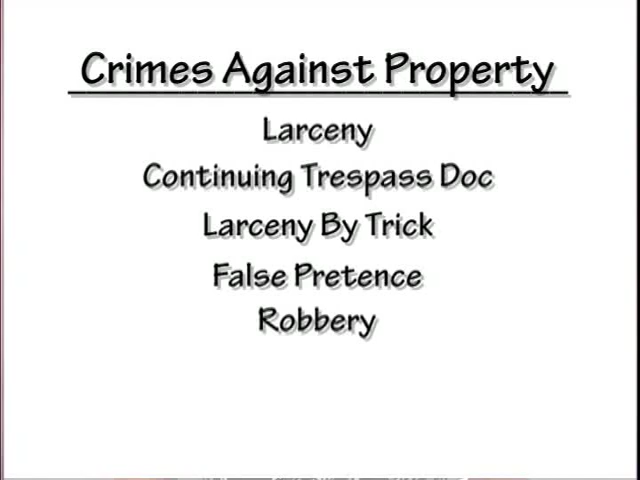 Crimes Against Property
Larceny
Continuing Trespass Doc
Larceny By Trick
False Pretence
Robbery